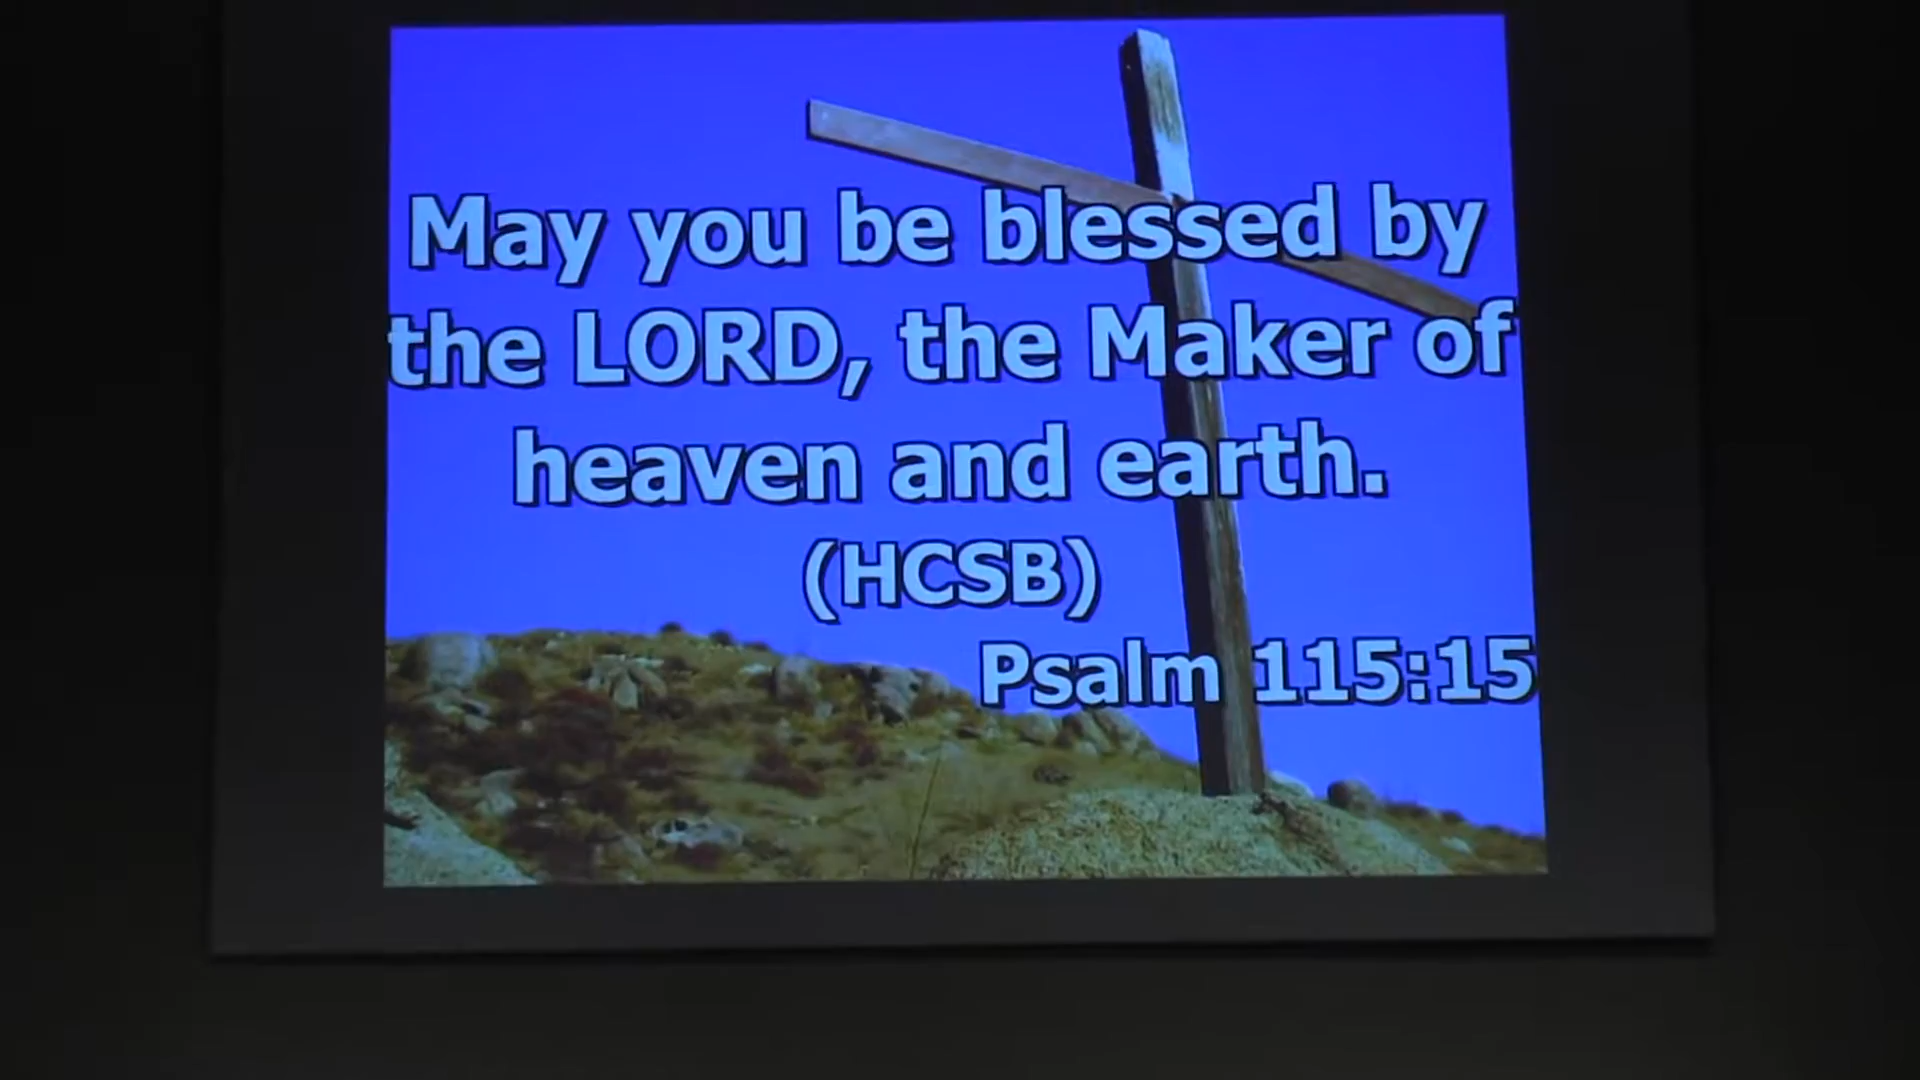 May you be blessed by
the LORD, the Maker of
heaven and earth.
(HCSB)
Psalm 115:15